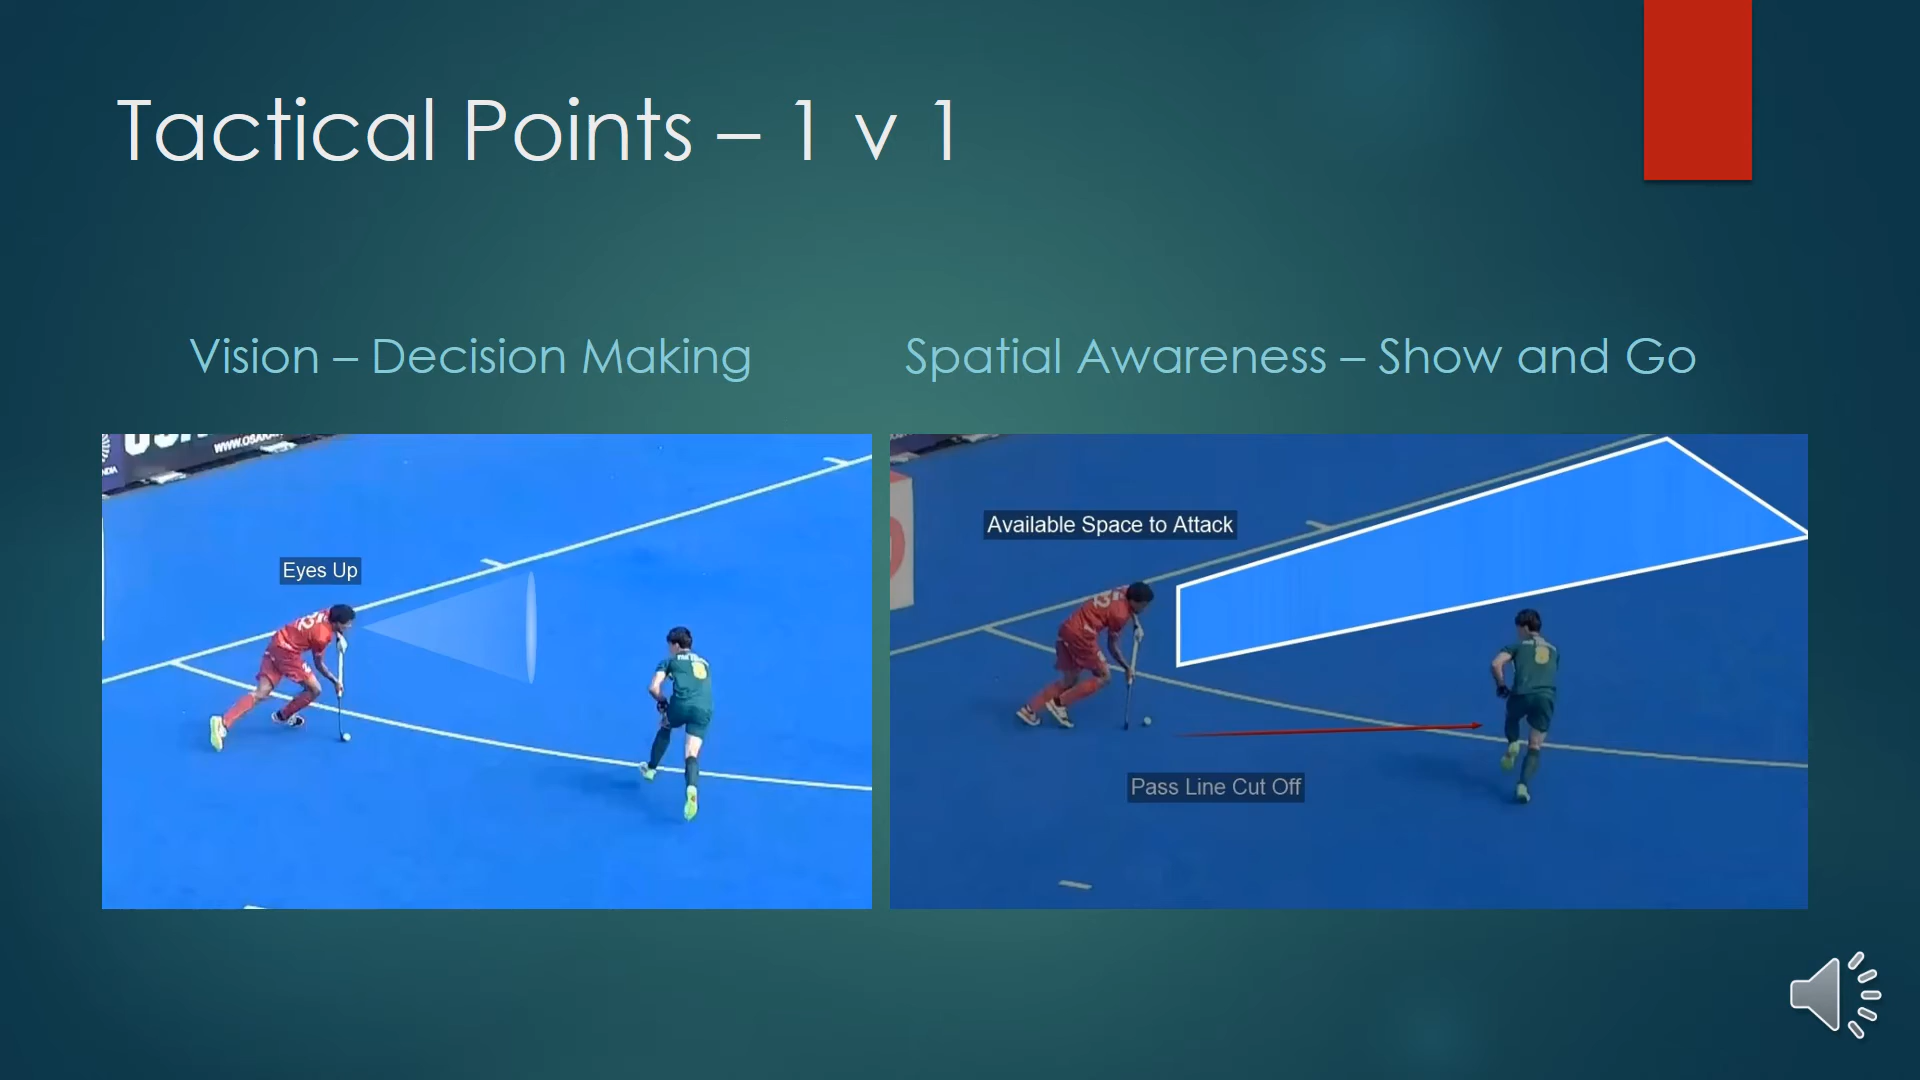 Tactical Points – 1 v 1
Vision – Decision Making
Spatial Awareness – Show and Go
Eyes Up
Available Space to Attack
Pass Line Cut Off